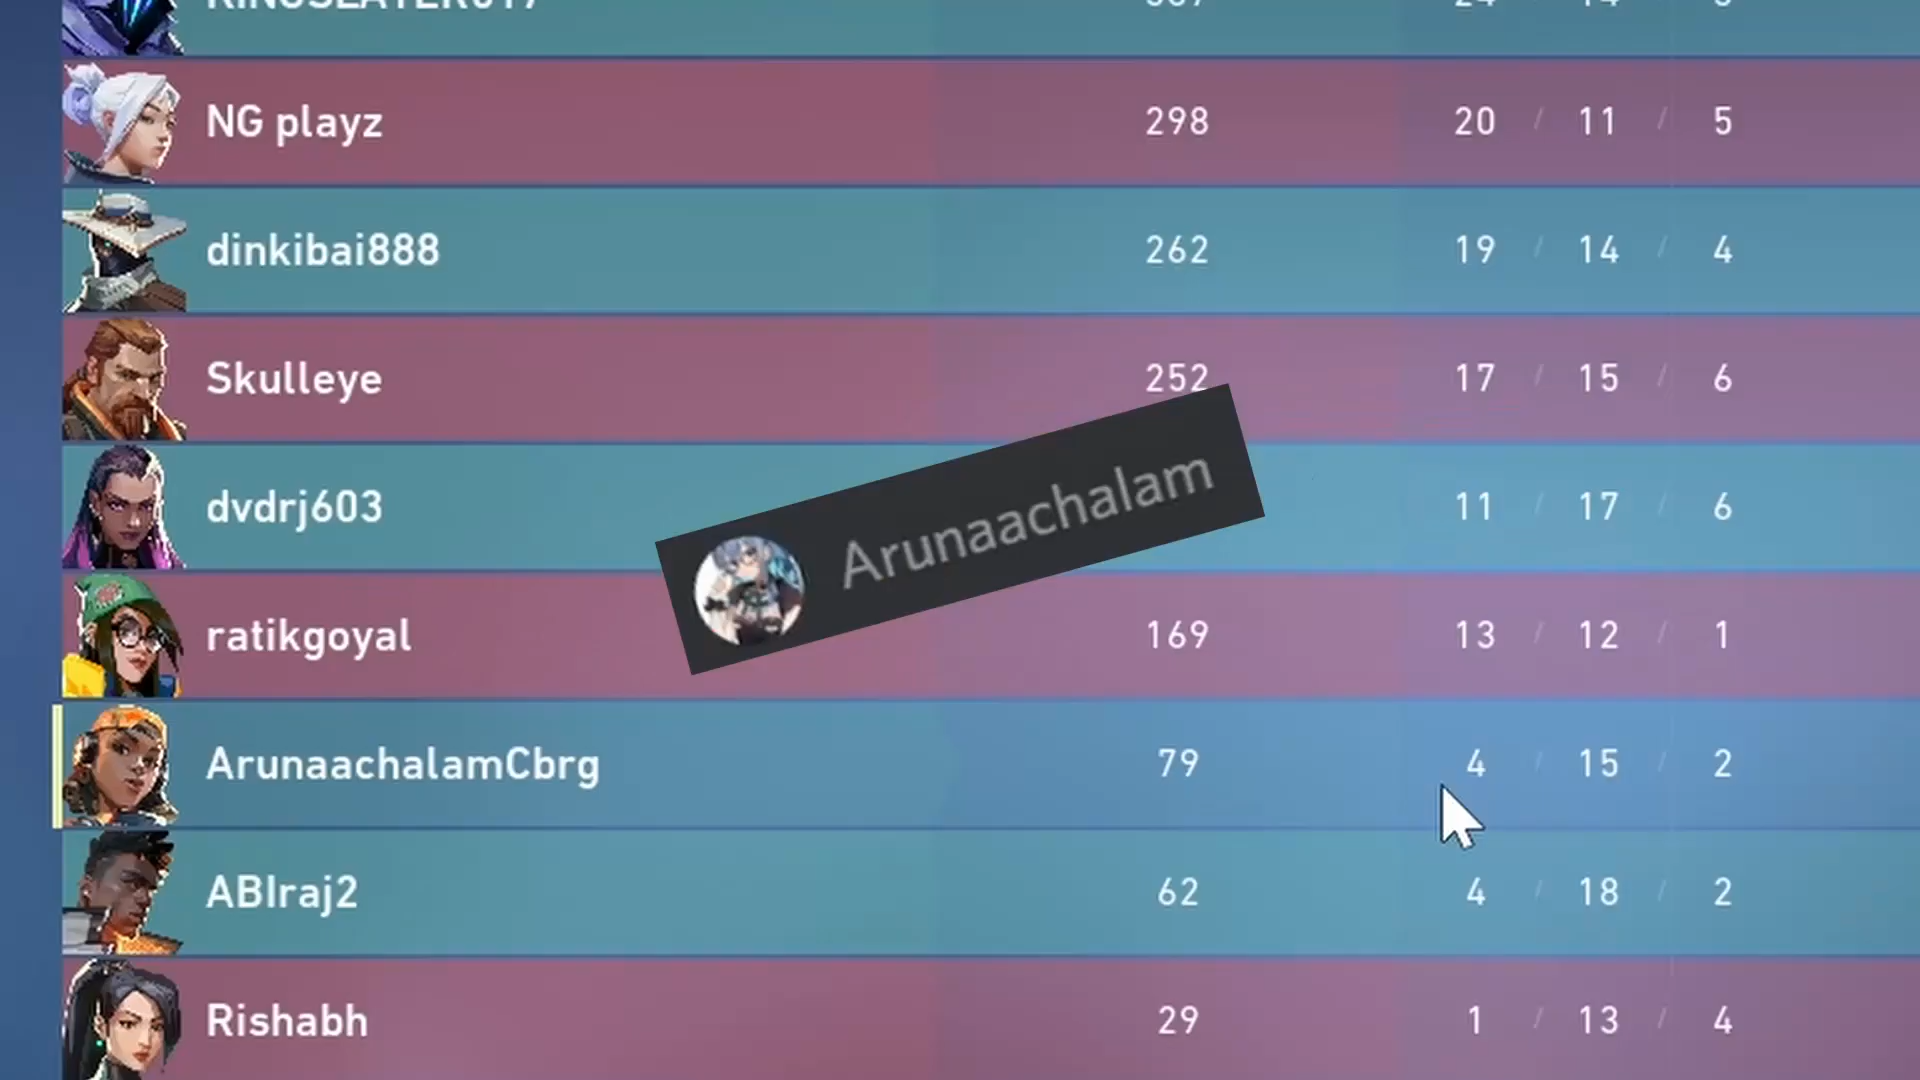 NG playz 298 20 / 11 / 5
dinkibai888 262 19 / 14 / 4
Skulleye 252 17 / 15 / 6
dvdrj603 11 / 17 / 6
Arunaachalam
ratikgoyal 169 13 / 12 / 1
ArunaachalamCbrg 79 4 / 15 / 2
ABIraj2 62 4 / 18 / 2
Rishabh 29 1 / 13 / 4